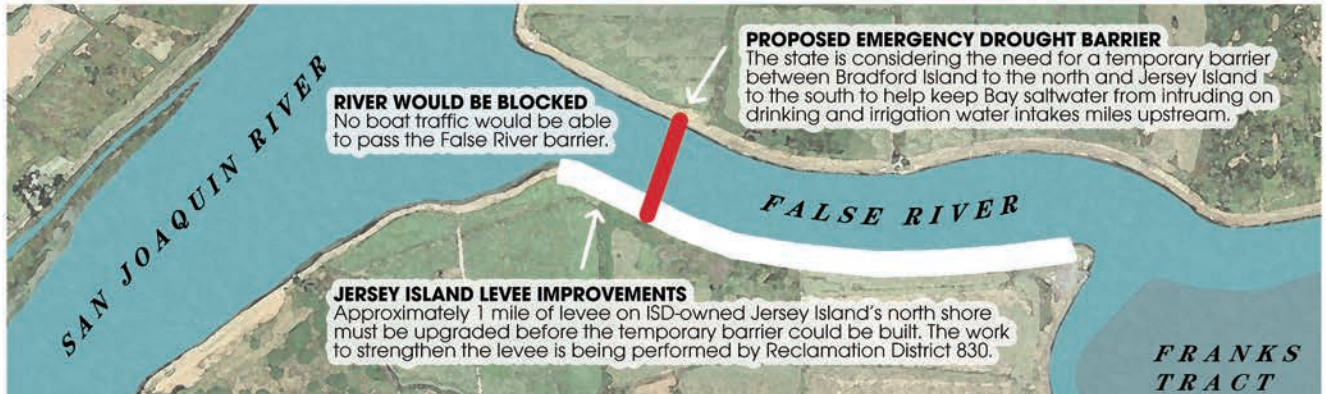 PROPOSED EMERGENCY DROUGHT BARRIER
The state is considering the need for a temporary barrier
between Bradford Island to the north and Jersey Island
to the south to help keep Bay saltwater from intruding on
drinking and irrigation water intakes miles upstream.
RIVER WOULD BE BLOCKED
No boat traffic would be able
to pass the False River barrier.
SAN JOAQUIN RIVER
FALSE RIVER
JERSEY ISLAND LEVEE IMPROVEMENTS
Approximately 1 mile of levee on ISD-owned Jersey Island's north shore
must be upgraded before the temporary barrier could be built. The work
to strengthen the levee is being performed by Reclamation District 830.
FRANKS
TRACT